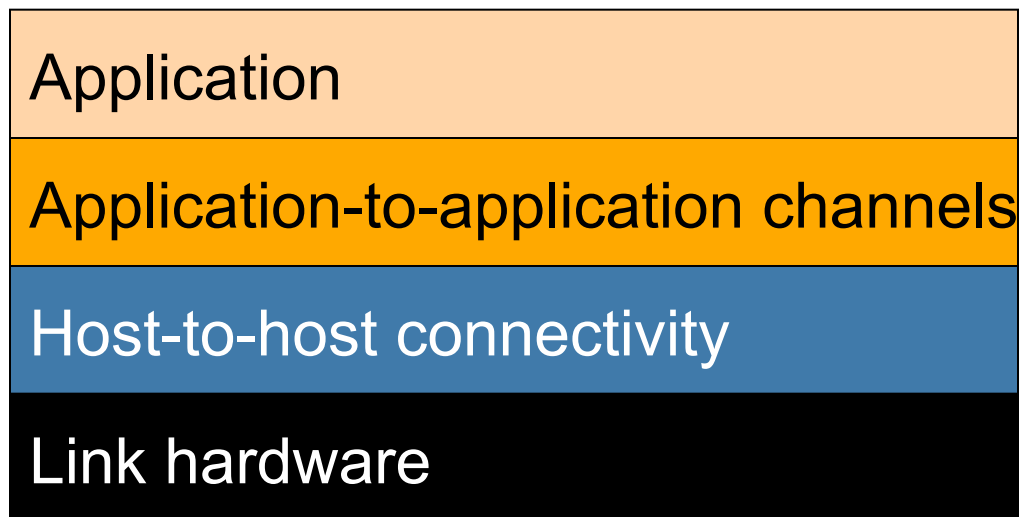 Application
Application-to-application channels
Host-to-host connectivity
Link hardware